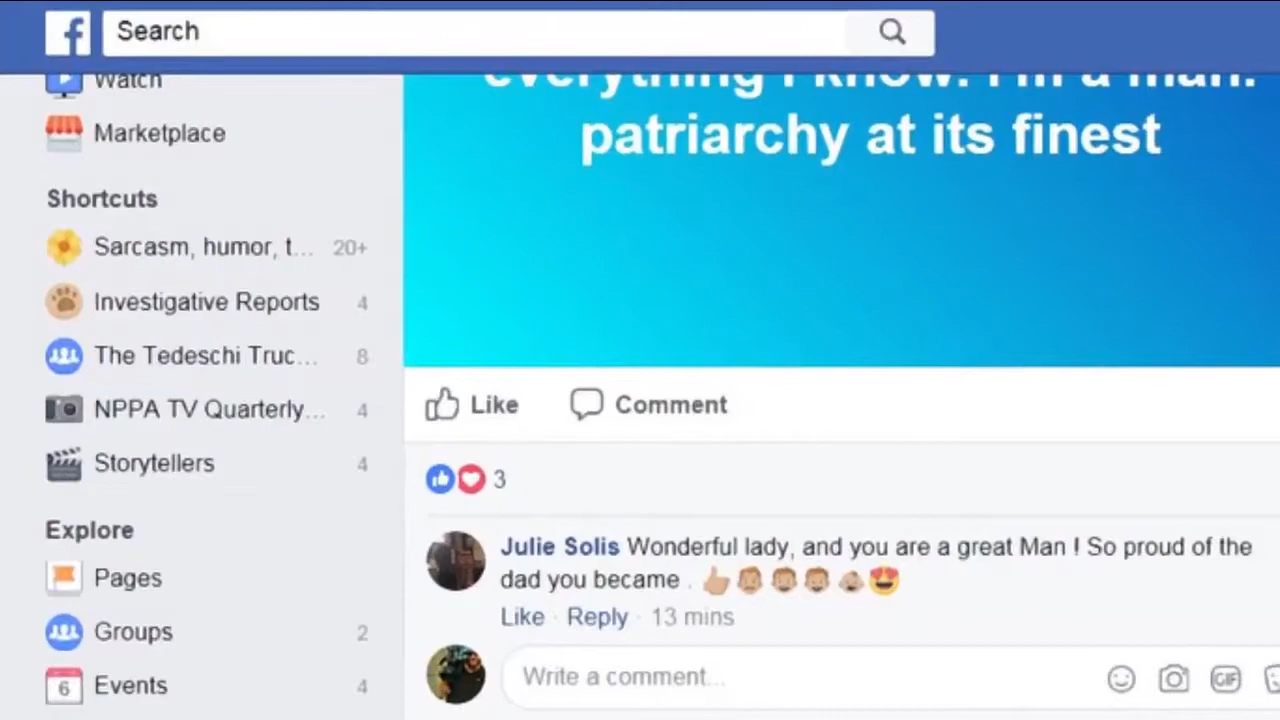 Search
Watch
everything I know. I'm a man.
patriarchy at its finest
Marketplace
Shortcuts
Sarcasm, humor, t... 20+
Investigative Reports 4
The Tedeschi Truc... 8
NPPA TV Quarterly... 4
Storytellers 4
Explore
Pages
Groups 2
6 Events 4
Like Comment
3
Julie Solis Wonderful lady, and you are a great Man ! So proud of the
dad you became . 👍🏼👨🏼👨🏼👨🏼👶🏼😍
Like · Reply · 13 mins
Write a comment...
GIF